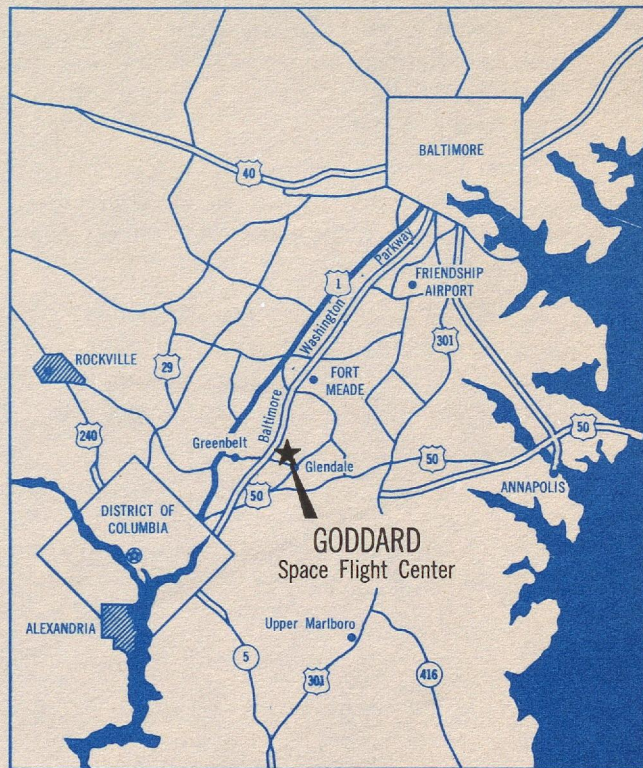 BALTIMORE
40
Parkway
1
FRIENDSHIP
AIRPORT
Washington
301
ROCKVILLE
29
FORT
MEADE
Baltimore
240
Greenbelt
50
50
Glendale
50
ANNAPOLIS
DISTRICT OF
COLUMBIA
GODDARD
Space Flight Center
ALEXANDRIA
Upper Marlboro
5
301
416